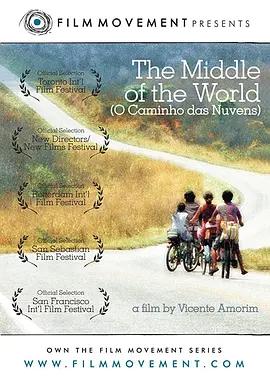 FILM MOVEMENT PRESENTS
The Middle
of the World
(O Caminho das Nuvens)
Official Selection
Toronto Int'l
Film Festival
Official Selection
New Directors/
New Films Festival
Official Selection
Rotterdam Int'l
Film Festival
Official Selection
San Sebastian
Film Festival
Official Selection
San Francisco
Int'l Film Festival
a film by Vicente Amorim
OWN THE FILM MOVEMENT SERIES
WWW.FILMMOVEMENT.COM